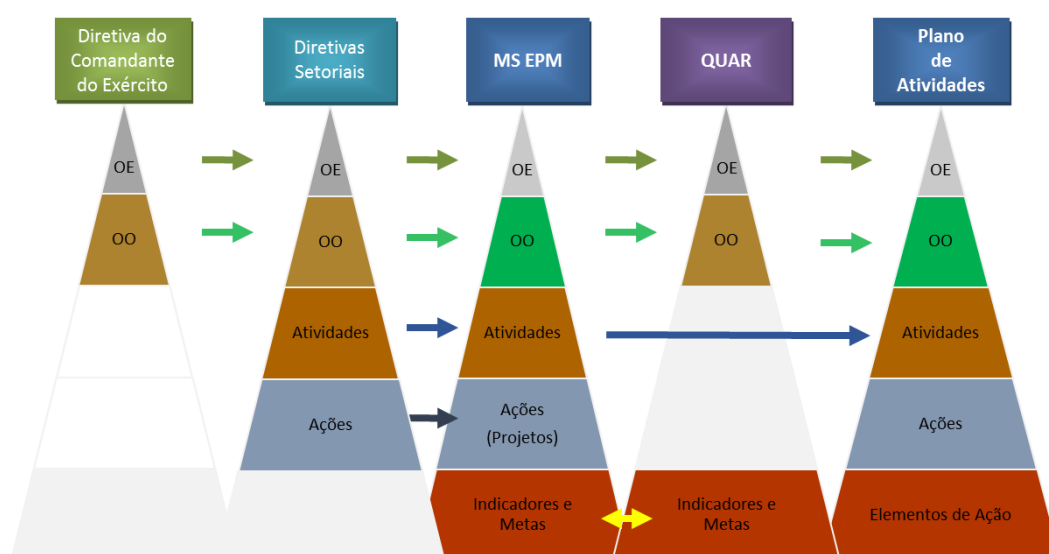 Diretiva do
Comandante
do Exército
Diretivas
Setoriais
MS EPM
QUAR
Plano
de
Atividades
OE
OE
OE
OE
OE
OO
OO
OO
OO
OO
Atividades
Atividades
Atividades
Ações
Ações
(Projetos)
Ações
Indicadores e
Metas
Indicadores e
Metas
Elementos de Ação